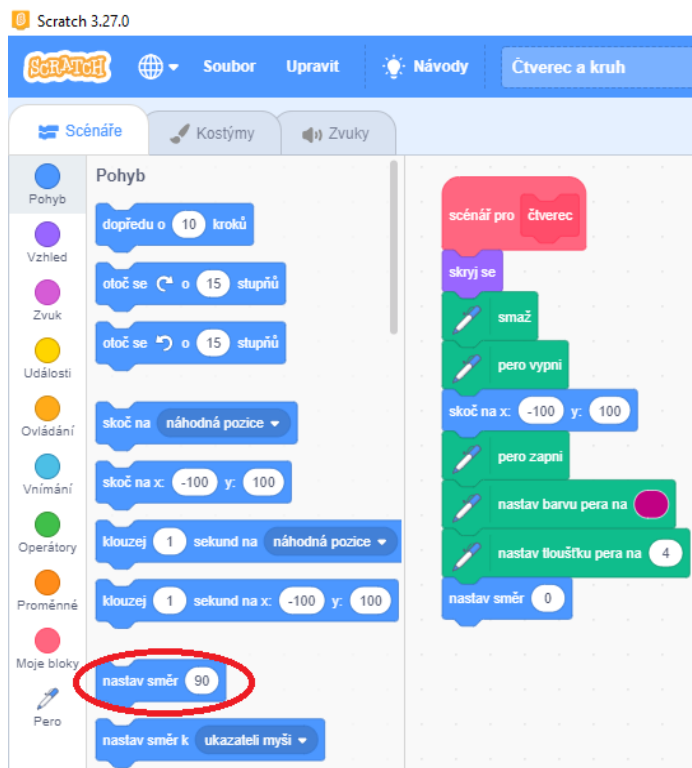 Scratch 3.27.0
SCRATCH Soubor Upravit Návody Čtverec a kruh
Scénáře Kostýmy Zvuky
Pohyb
Vzhled
Zvuk
Události
Ovládání
Vnímání
Operátory
Proměnné
Moje bloky
Pero
Pohyb
dopředu o 10 kroků
otoč se o 15 stupňů
otoč se o 15 stupňů
skoč na náhodná pozice
skoč na x: -100 y: 100
klouzej 1 sekund na náhodná pozice
klouzej 1 sekund na x: -100 y: 100
nastav směr 90
nastav směr k ukazateli myši
scénář pro čtverec
skryj se
smaž
pero vypni
skoč na x: -100 y: 100
pero zapni
nastav barvu pera na
nastav tloušťku pera na 4
nastav směr 0